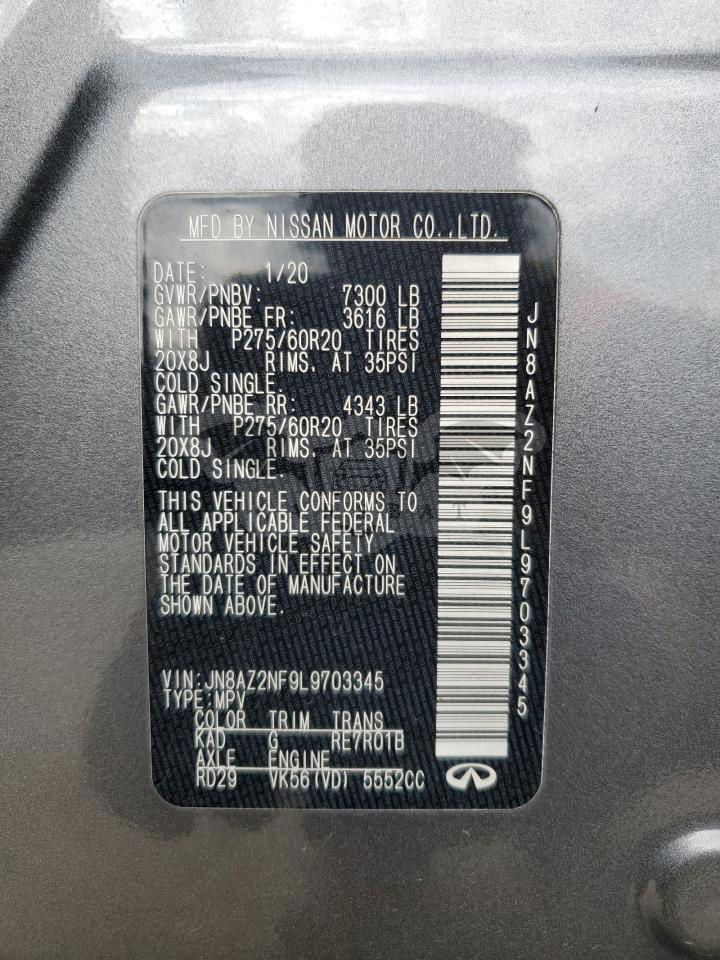 MFD BY NISSAN MOTOR CO.,LTD.
DATE: 1/20
GVWR/PNBV: 7300 LB
GAWR/PNBE FR: 3616 LB
WITH P275/60R20 TIRES
20X8J RIMS. AT 35PSI
COLD SINGLE.
GAWR/PNBE RR: 4343 LB
WITH P275/60R20 TIRES
20X8J RIMS. AT 35PSI
COLD SINGLE.
THIS VEHICLE CONFORMS TO
ALL APPLICABLE FEDERAL
MOTOR VEHICLE SAFETY
STANDARDS IN EFFECT ON
THE DATE OF MANUFACTURE
SHOWN ABOVE.
VIN:JN8AZ2NF9L9703345
TYPE:MPV
COLOR TRIM TRANS
KAD G RE7R01B
AXLE ENGINE
RD29 VK56(VD) 5552CC
JN8AZ2NF9L9703345